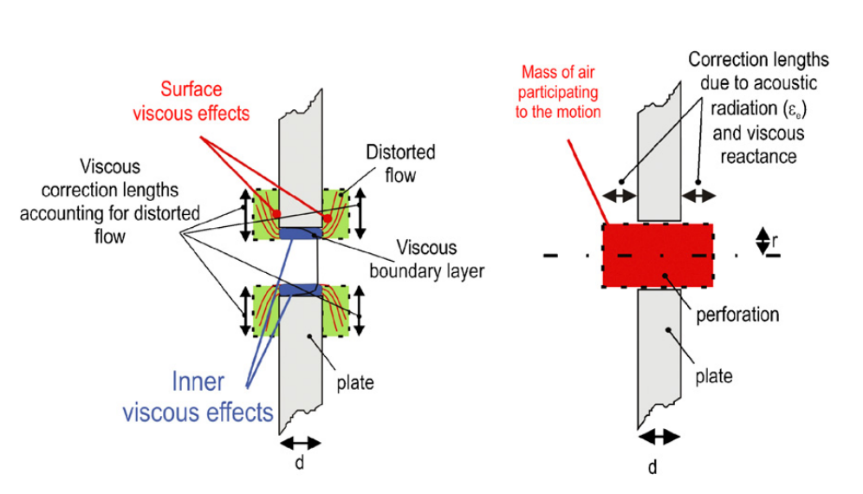 Surface
viscous effects
Viscous
correction lengths
accounting for distorted
flow
Distorted
flow
Viscous
boundary layer
Inner
viscous effects
plate
d
Mass of air
participating
to the motion
Correction lengths
due to acoustic
radiation (εₒ)
and viscous
reactance
r
perforation
plate
d